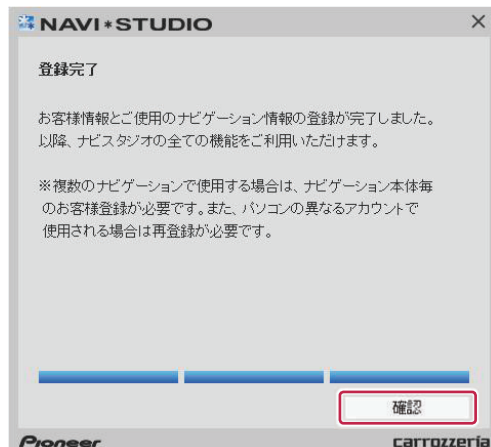 NAVI*STUDIO
登録完了
お客様情報とご使用のナビゲーション情報の登録が完了しました。
以降、ナビスタジオの全ての機能をご利用いただけます。
※複数のナビゲーションで使用する場合は、ナビゲーション本体毎
のお客様登録が必要です。また、パソコンの異なるアカウントで
使用される場合は再登録が必要です。
確認
Pioneer carrozzeria